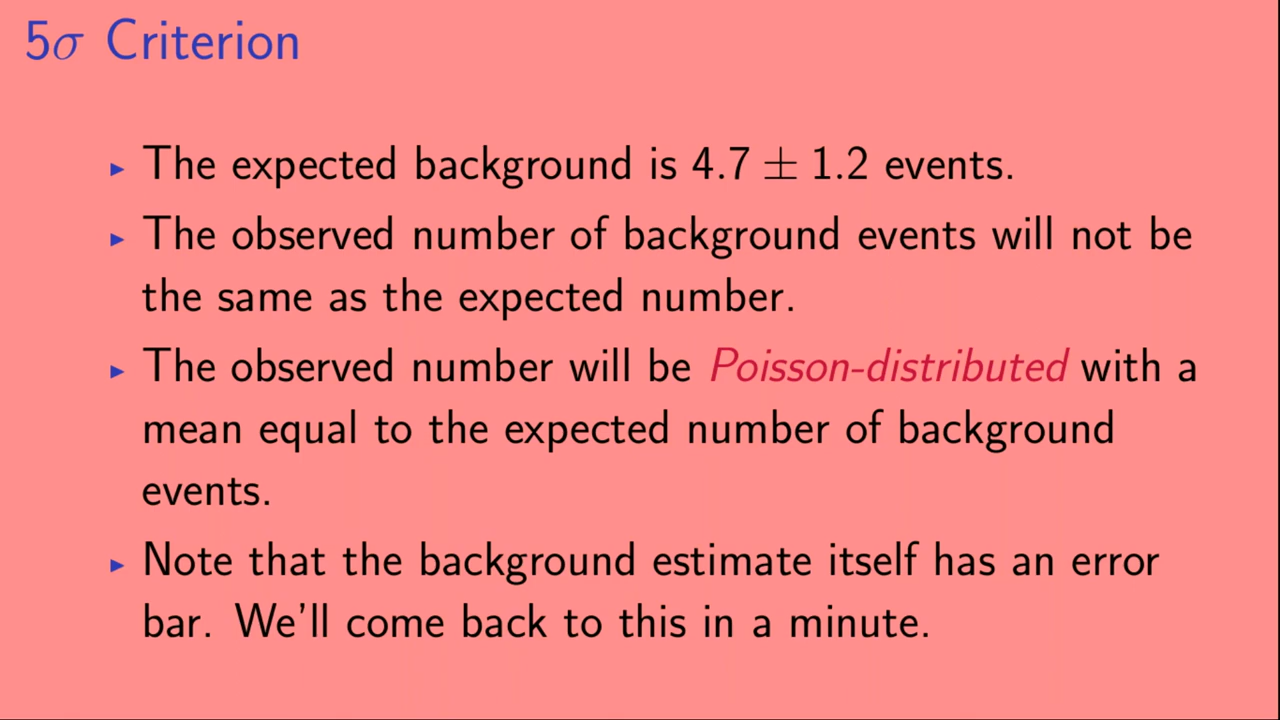 5σ Criterion
▸ The expected background is 4.7 ± 1.2 events.
▸ The observed number of background events will not be
the same as the expected number.
▸ The observed number will be Poisson-distributed with a
mean equal to the expected number of background
events.
▸ Note that the background estimate itself has an error
bar. We'll come back to this in a minute.